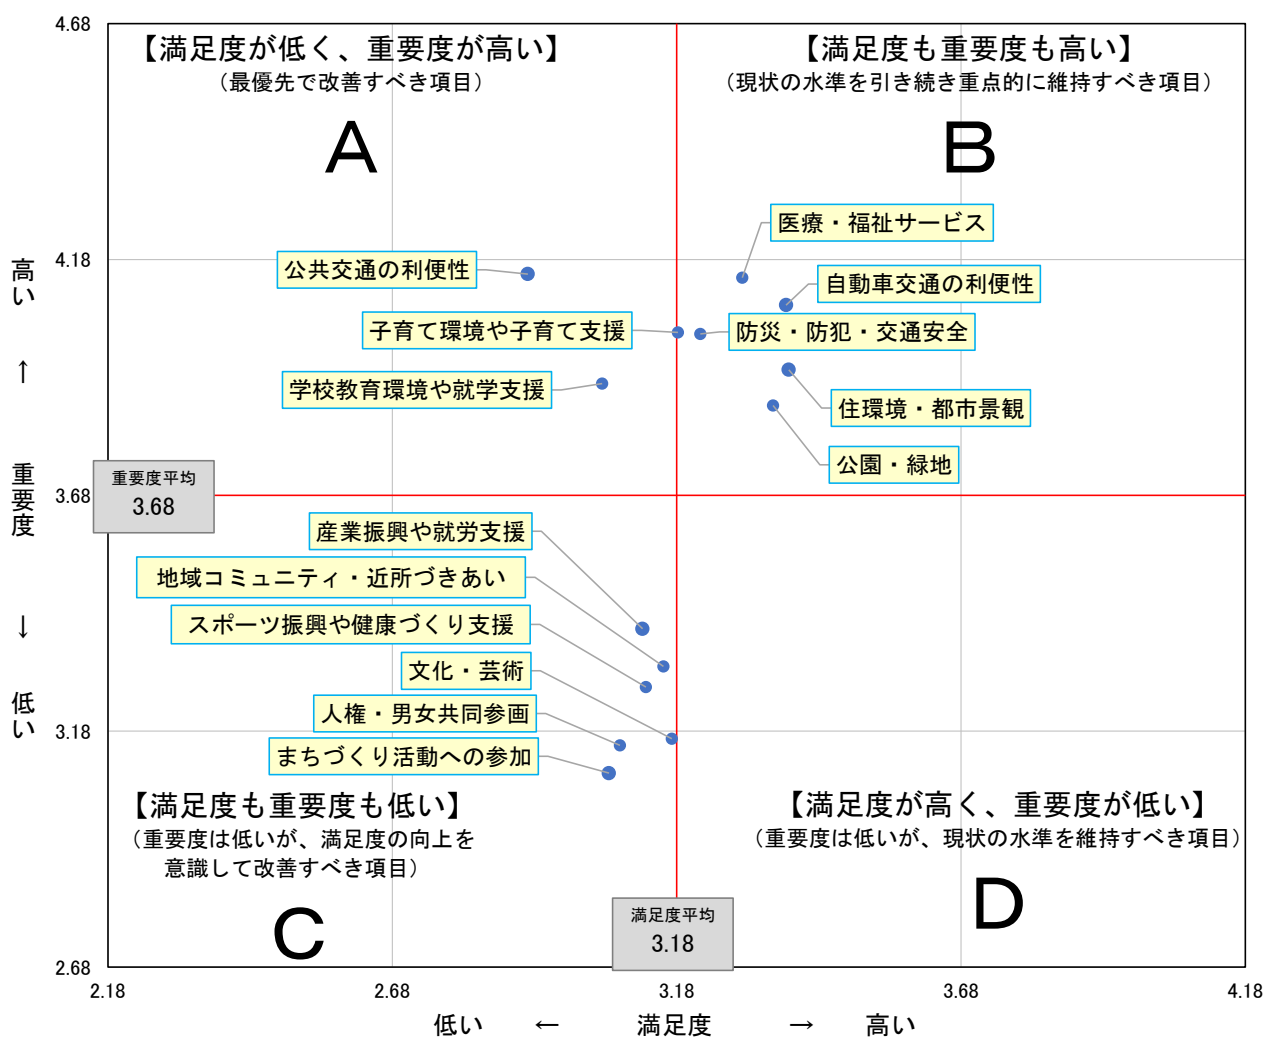 4.68
【満足度が低く、重要度が高い】
（最優先で改善すべき項目）
A
【満足度も重要度も高い】
（現状の水準を引き続き重点的に維持すべき項目）
B
医療・福祉サービス
4.18
公共交通の利便性
自動車交通の利便性
子育て環境や子育て支援
防災・防犯・交通安全
学校教育環境や就学支援
住環境・都市景観
公園・緑地
高い
↑
重要度
↓
低い
重要度平均
3.68
3.68
産業振興や就労支援
地域コミュニティ・近所づきあい
スポーツ振興や健康づくり支援
文化・芸術
人権・男女共同参画
3.18
まちづくり活動への参加
【満足度も重要度も低い】
（重要度は低いが、満足度の向上を
意識して改善すべき項目）
C
【満足度が高く、重要度が低い】
（重要度は低いが、現状の水準を維持すべき項目）
D
満足度平均
3.18
2.68
2.18 2.68 3.18 3.68 4.18
低い ← 満足度 → 高い